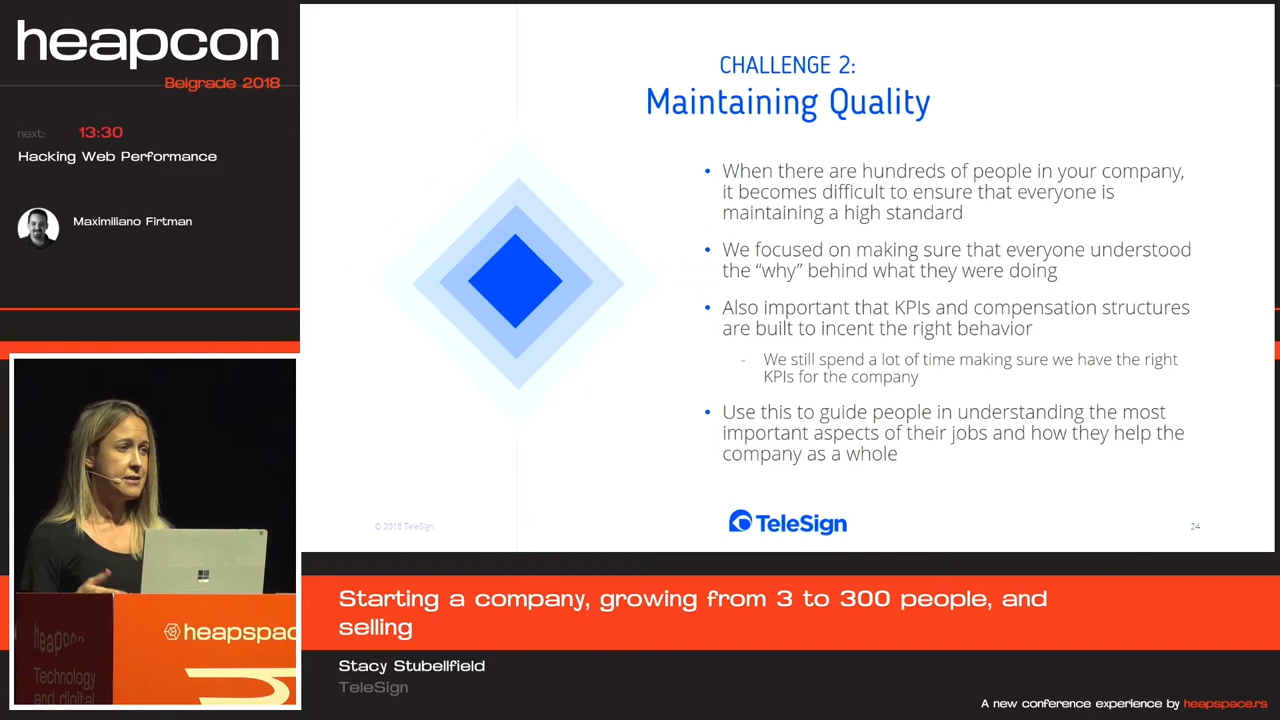 heapcon
Belgrade 2018
next: 13:30
Hacking Web Performance
Maximiliano Firtman
CHALLENGE 2:
Maintaining Quality
• When there are hundreds of people in your company,
it becomes difficult to ensure that everyone is
maintaining a high standard
• We focused on making sure that everyone understood
the “why” behind what they were doing
• Also important that KPIs and compensation structures
are built to incent the right behavior
- We still spend a lot of time making sure we have the right
KPIs for the company
• Use this to guide people in understanding the most
important aspects of their jobs and how they help the
company as a whole
© 2018 TeleSign
TeleSign
24
heapcon
Technology
and digital
heapspac
Starting a company, growing from 3 to 300 people, and
selling
Stacy Stubellfield
TeleSign
A new conference experience by heapspace.rs